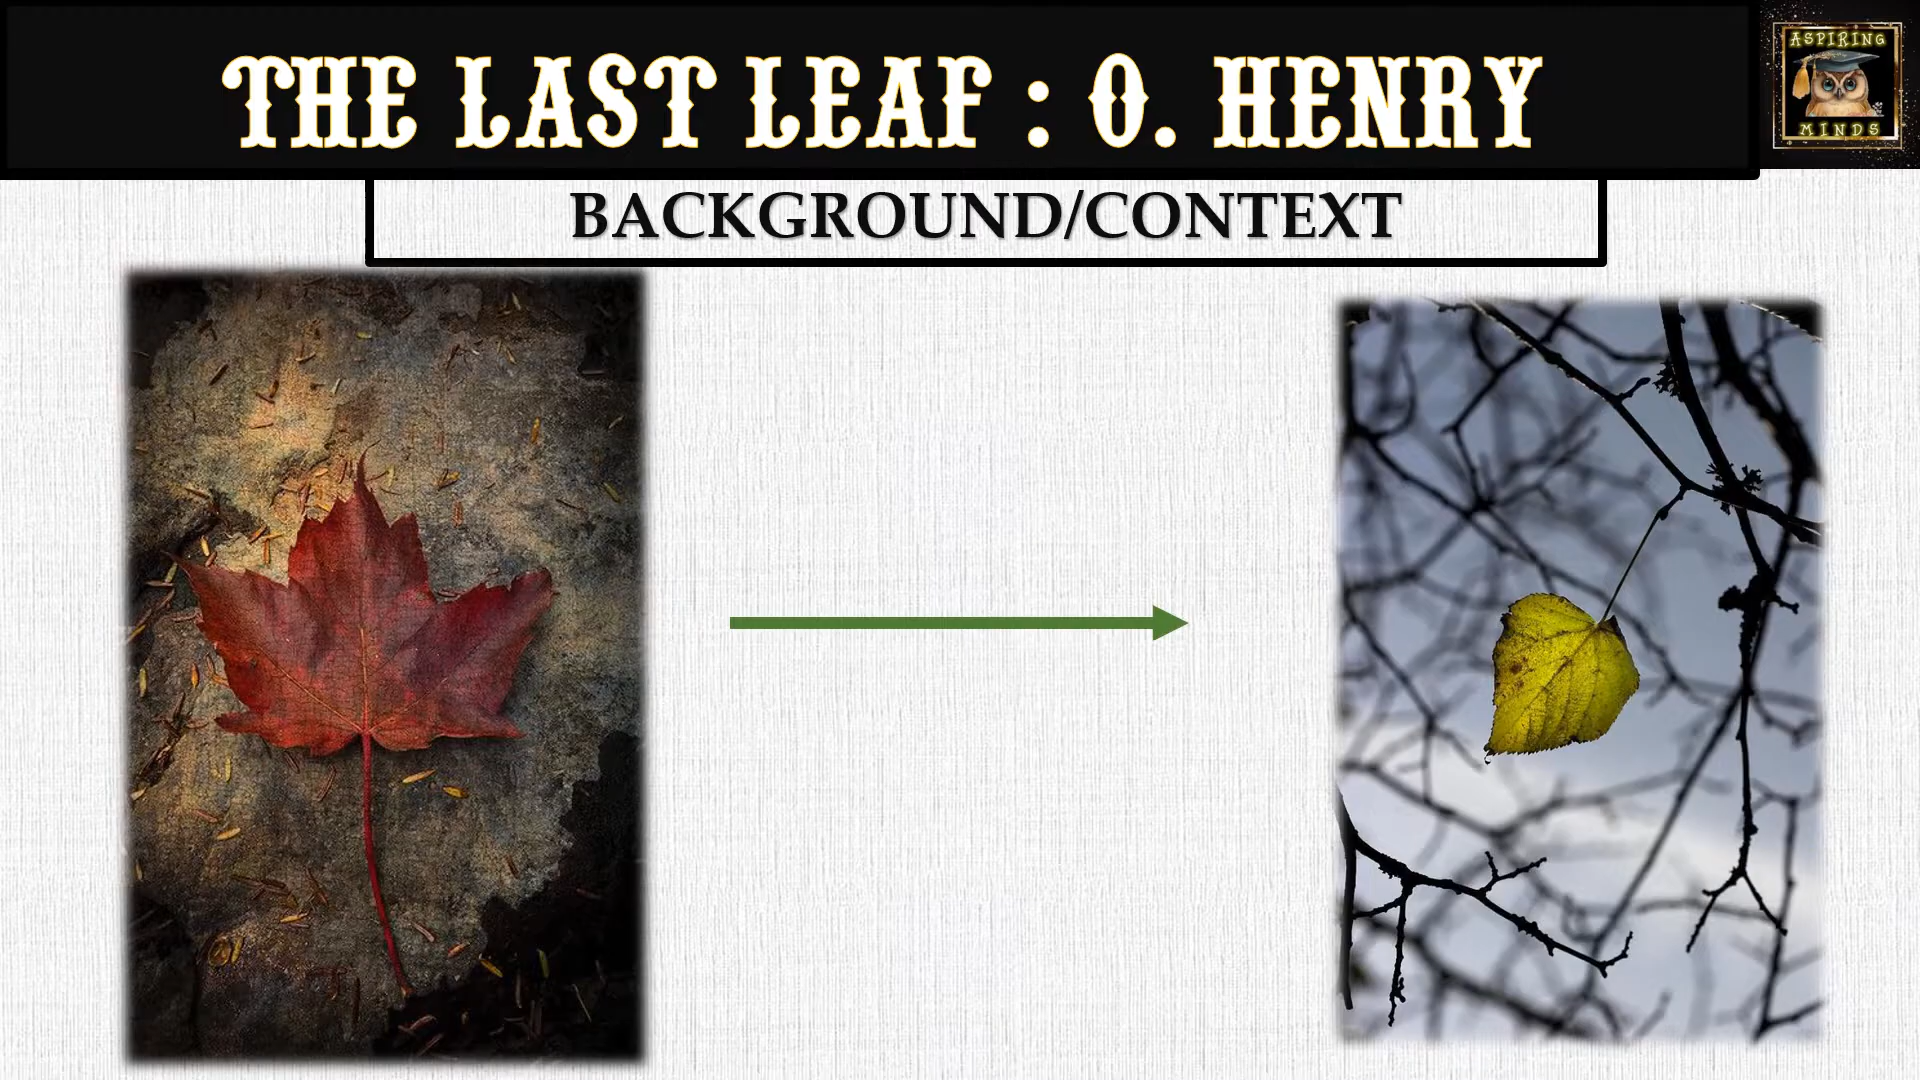 THE LAST LEAF : O. HENRY
ASPIRING
MINDS
BACKGROUND/CONTEXT